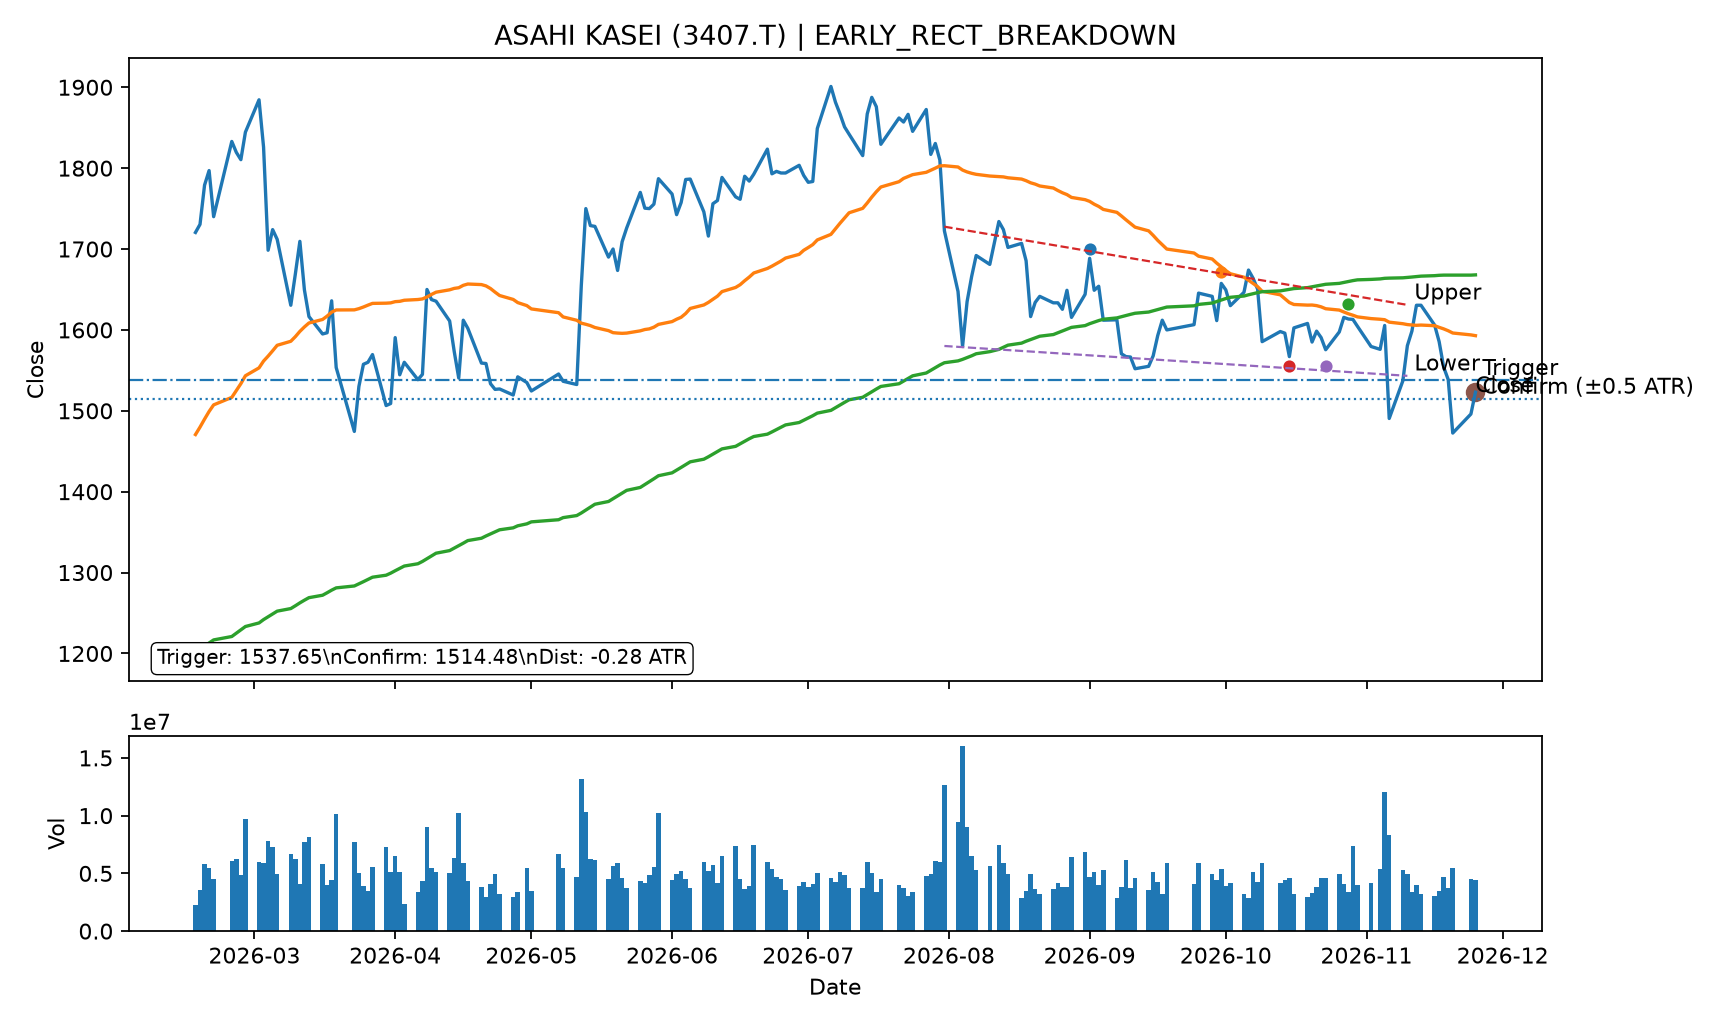 ASAHI KASEI (3407.T) | EARLY_RECT_BREAKDOWN
Close
1900
1800
1700
1600
1500
1400
1300
1200
Upper
Lower
Trigger
Close
Confirm (±0.5 ATR)
Trigger: 1537.65\nConfirm: 1514.48\nDist: -0.28 ATR
1e7
Vol
1.5
1.0
0.5
0.0
2026-03 2026-04 2026-05 2026-06 2026-07 2026-08 2026-09 2026-10 2026-11 2026-12
Date